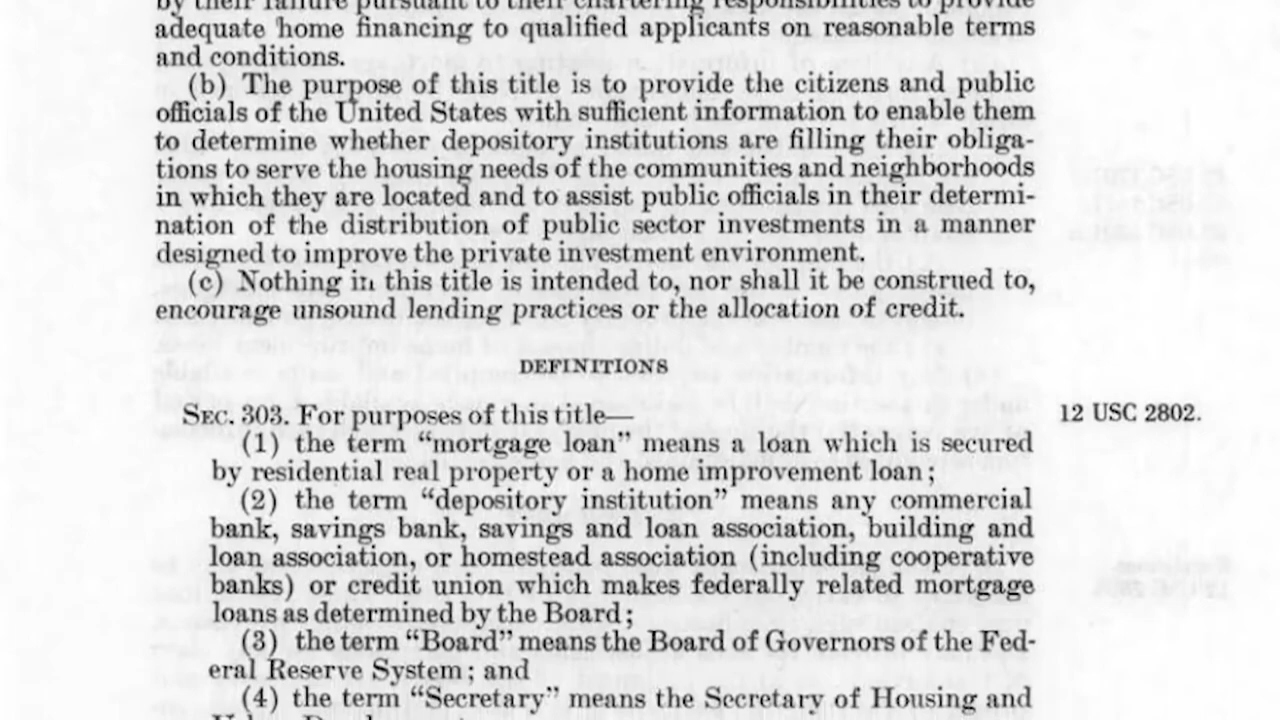 by their failure pursuant to their chartering responsibilities to provide
adequate home financing to qualified applicants on reasonable terms
and conditions.
(b) The purpose of this title is to provide the citizens and public
officials of the United States with sufficient information to enable them
to determine whether depository institutions are filling their obliga-
tions to serve the housing needs of the communities and neighborhoods
in which they are located and to assist public officials in their determi-
nation of the distribution of public sector investments in a manner
designed to improve the private investment environment.
(c) Nothing in this title is intended to, nor shall it be construed to,
encourage unsound lending practices or the allocation of credit.
DEFINITIONS
SEC. 303. For purposes of this title—
12 USC 2802.
(1) the term “mortgage loan” means a loan which is secured
by residential real property or a home improvement loan;
(2) the term “depository institution” means any commercial
bank, savings bank, savings and loan association, building and
loan association, or homestead association (including cooperative
banks) or credit union which makes federally related mortgage
loans as determined by the Board;
(3) the term “Board” means the Board of Governors of the Fed-
eral Reserve System; and
(4) the term “Secretary” means the Secretary of Housing and